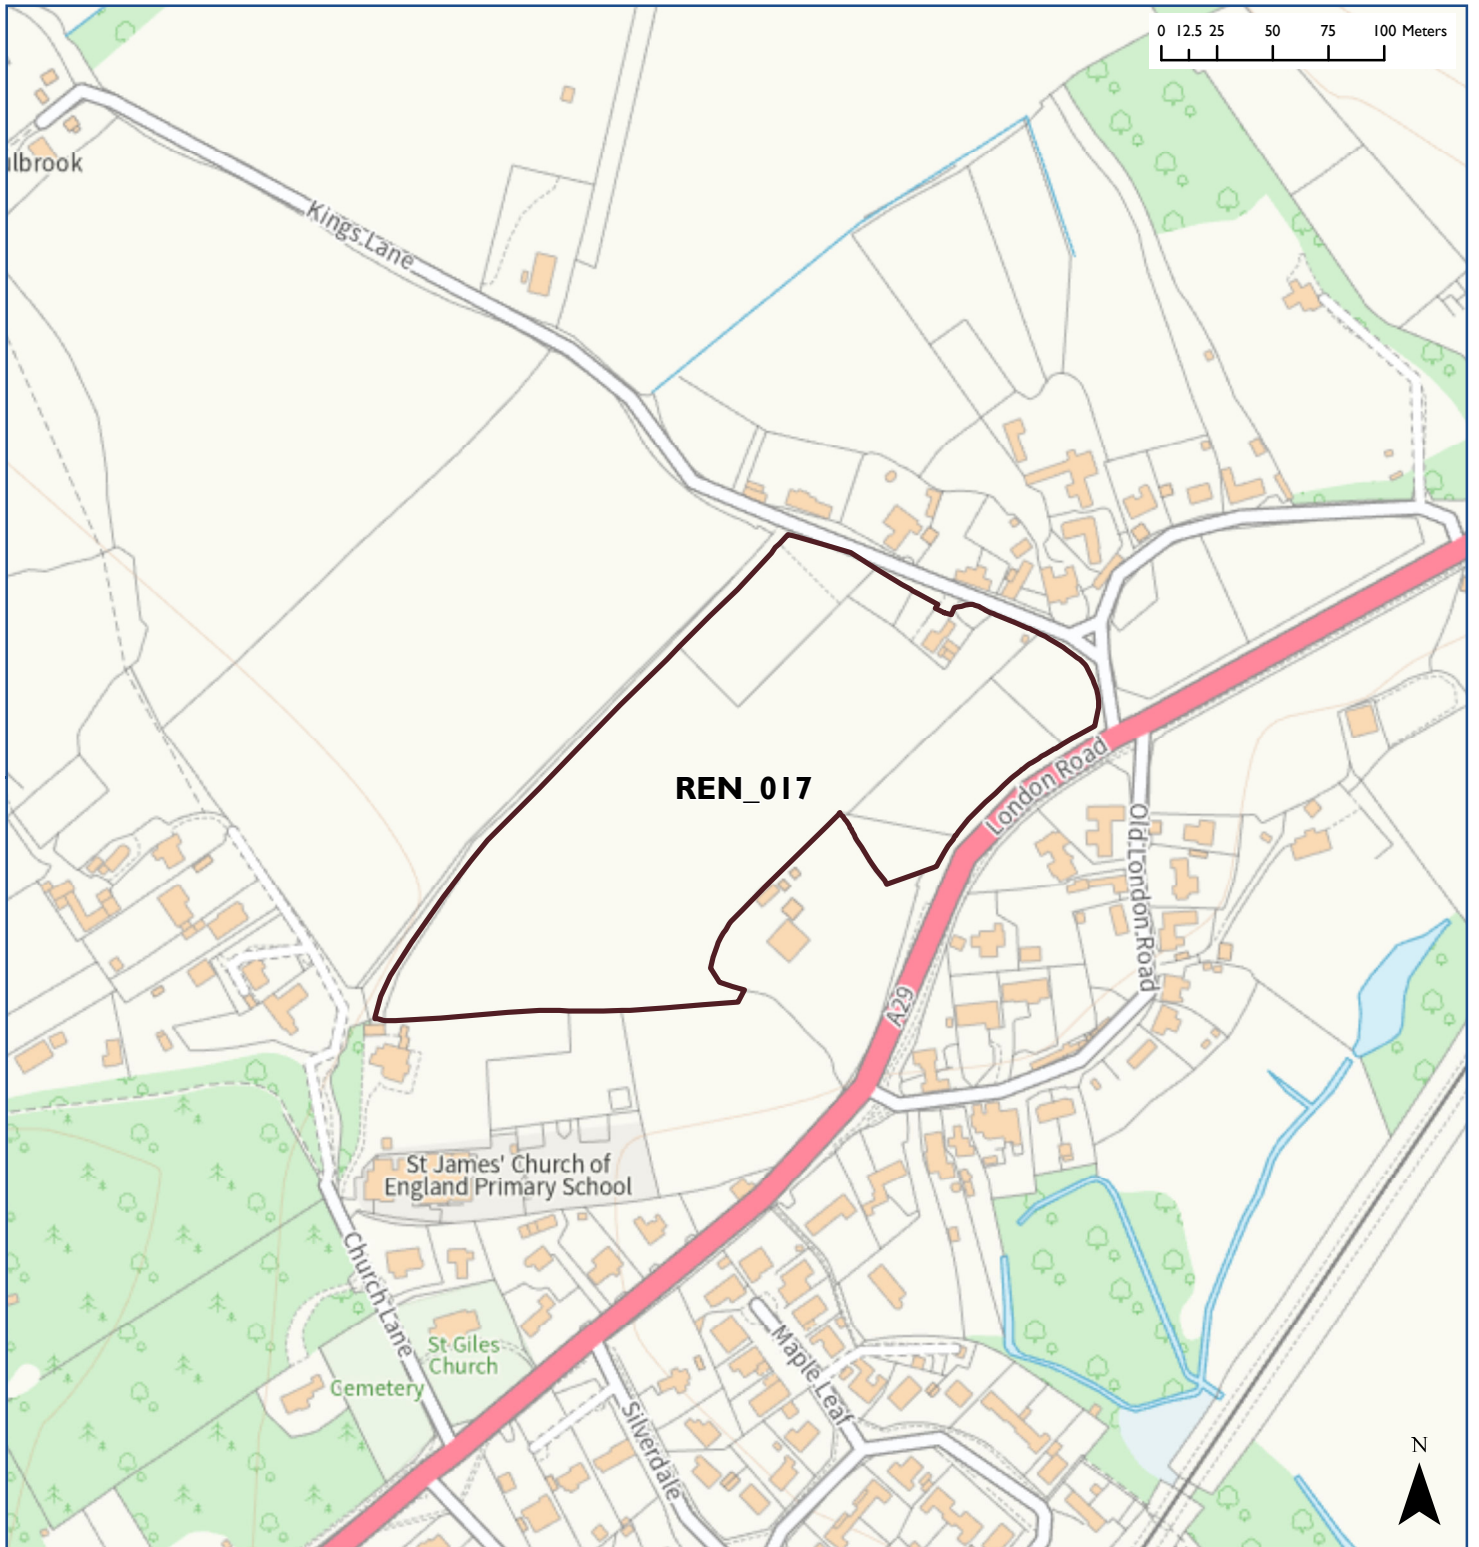 0 12.5 25 50 75 100 Meters
ulbrook
Kings Lane
REN_017
London Road
Old London Road
A29
St James' Church of
England Primary School
Church Lane
St Giles
Church
Cemetery
Maple Leaf
Silverdale
N